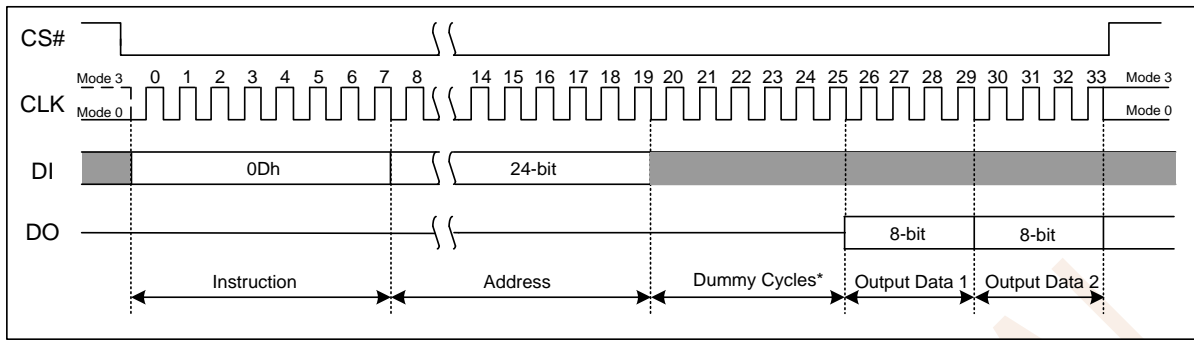 CS#
Mode 3 0 1 2 3 4 5 6 7 8 14 15 16 17 18 19 20 21 22 23 24 25 26 27 28 29 30 31 32 33 Mode 3
CLK
Mode 0 Mode 0
DI 0Dh 24-bit
DO 8-bit 8-bit
Instruction Address Dummy Cycles* Output Data 1 Output Data 2